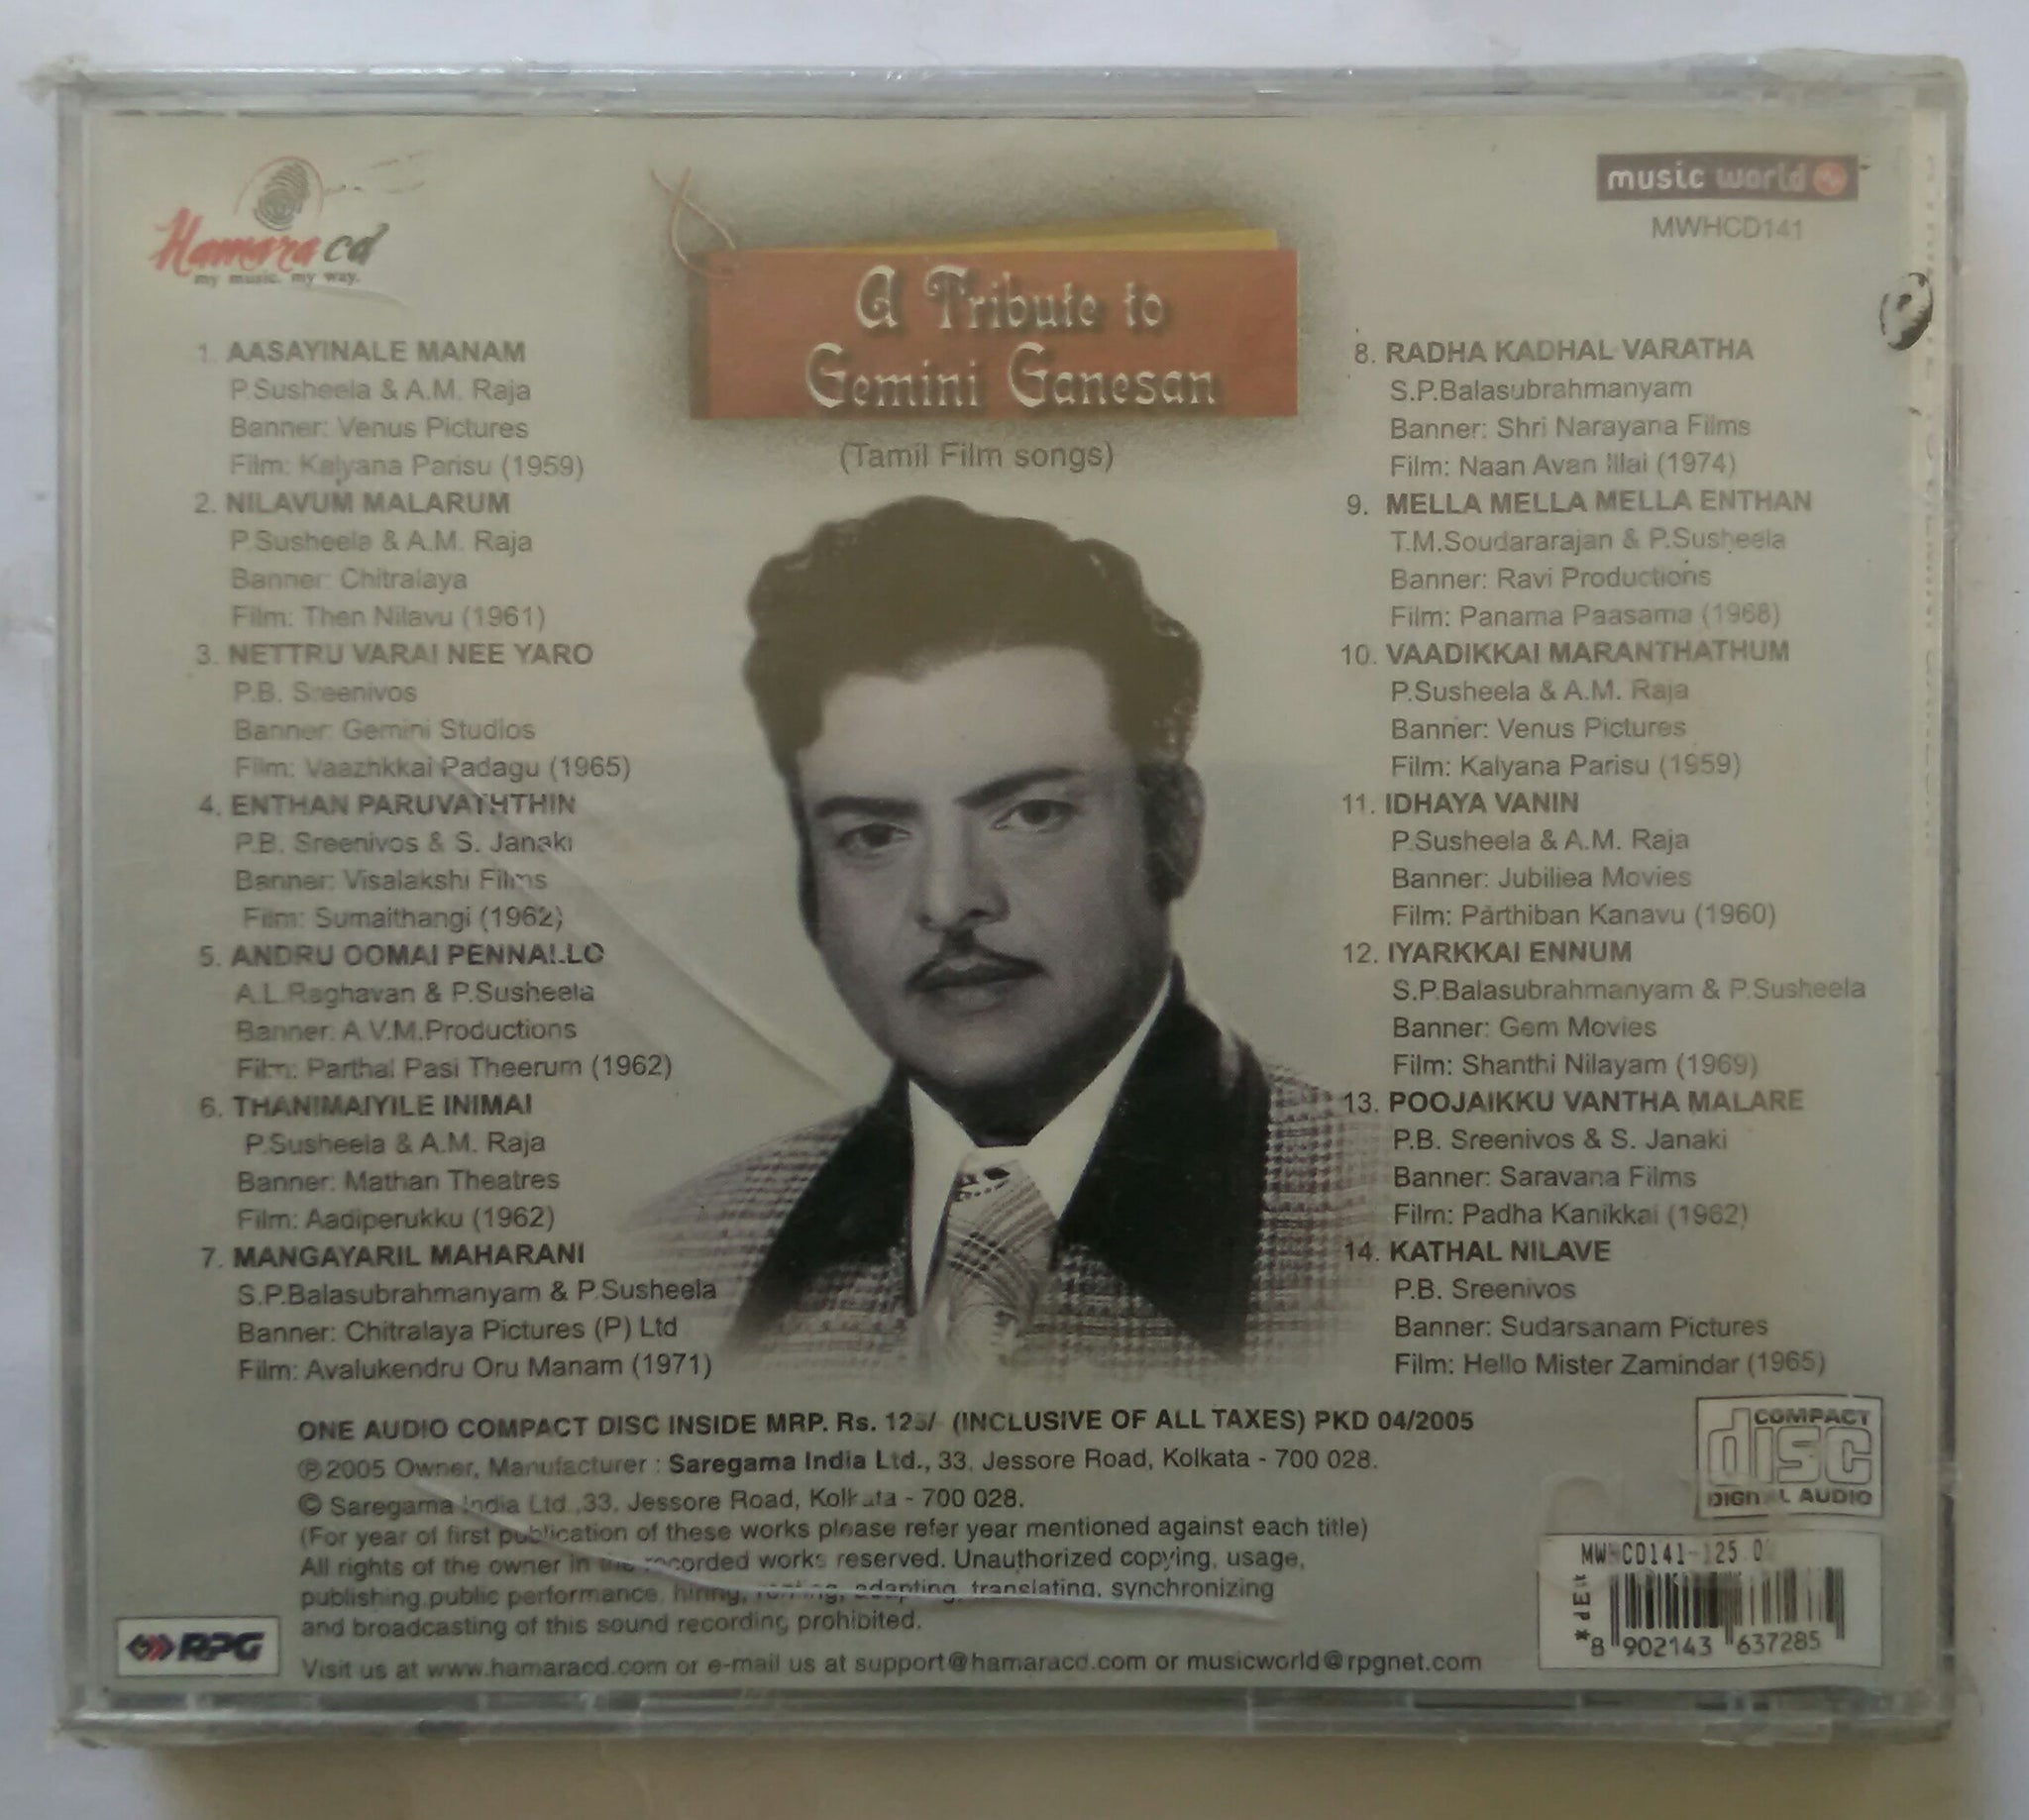 Hamara cd
my music. my way.
music world
MWHCD141
A Tribute to
Gemini Ganesan
(Tamil Film songs)
1. AASAYINALE MANAM
P.Susheela & A.M. Raja
Banner: Venus Pictures
Film: Kalyana Parisu (1959)
2. NILAVUM MALARUM
P.Susheela & A.M. Raja
Banner: Chitralaya
Film: Then Nilavu (1961)
3. NETTRU VARAI NEE YARO
P.B. Sreenivos
Banner: Gemini Studios
Film: Vaazhkkai Padagu (1965)
4. ENTHAN PARUVATHTHIN
P.B. Sreenivos & S. Janaki
Banner: Visalakshi Films
Film: Sumaithangi (1962)
5. ANDRU OOMAI PENNALLO
A.L.Raghavan & P.Susheela
Banner: A.V.M.Productions
Film: Parthal Pasi Theerum (1962)
6. THANIMAIYILE INIMAI
P.Susheela & A.M. Raja
Banner: Mathan Theatres
Film: Aadiperukku (1962)
7. MANGAYARIL MAHARANI
S.P.Balasubrahmanyam & P.Susheela
Banner: Chitralaya Pictures (P) Ltd
Film: Avalukendru Oru Manam (1971)
8. RADHA KADHAL VARATHA
S.P.Balasubrahmanyam
Banner: Shri Narayana Films
Film: Naan Avan Illai (1974)
9. MELLA MELLA MELLA ENTHAN
T.M.Soudararajan & P.Susheela
Banner: Ravi Productions
Film: Panama Paasama (1968)
10. VAADIKKAI MARANTHATHUM
P.Susheela & A.M. Raja
Banner: Venus Pictures
Film: Kalyana Parisu (1959)
11. IDHAYA VANIN
P.Susheela & A.M. Raja
Banner: Jubiliea Movies
Film: Parthiban Kanavu (1960)
12. IYARKKAI ENNUM
S.P.Balasubrahmanyam & P.Susheela
Banner: Gem Movies
Film: Shanthi Nilayam (1969)
13. POOJAIKKU VANTHA MALARE
P.B. Sreenivos & S. Janaki
Banner: Saravana Films
Film: Padha Kanikkai (1962)
14. KATHAL NILAVE
P.B. Sreenivos
Banner: Sudarsanam Pictures
Film: Hello Mister Zamindar (1965)
ONE AUDIO COMPACT DISC INSIDE MRP. Rs. 125/- (INCLUSIVE OF ALL TAXES) PKD 04/2005
℗ 2005 Owner, Manufacturer : Saregama India Ltd., 33, Jessore Road, Kolkata - 700 028.
© Saregama India Ltd.,33, Jessore Road, Kolkata - 700 028.
(For year of first publication of these works please refer year mentioned against each title)
All rights of the owner in the recorded works reserved. Unauthorized copying, usage,
publishing,public performance, hiring, renting, adapting, translating, synchronizing
and broadcasting of this sound recording prohibited.
Visit us at www.hamaracd.com or e-mail us at support@hamaracd.com or musicworld@rpgnet.com
RPG
COMPACT
disc
DIGITAL AUDIO
MWHCD141-125.0
8 902143 637285